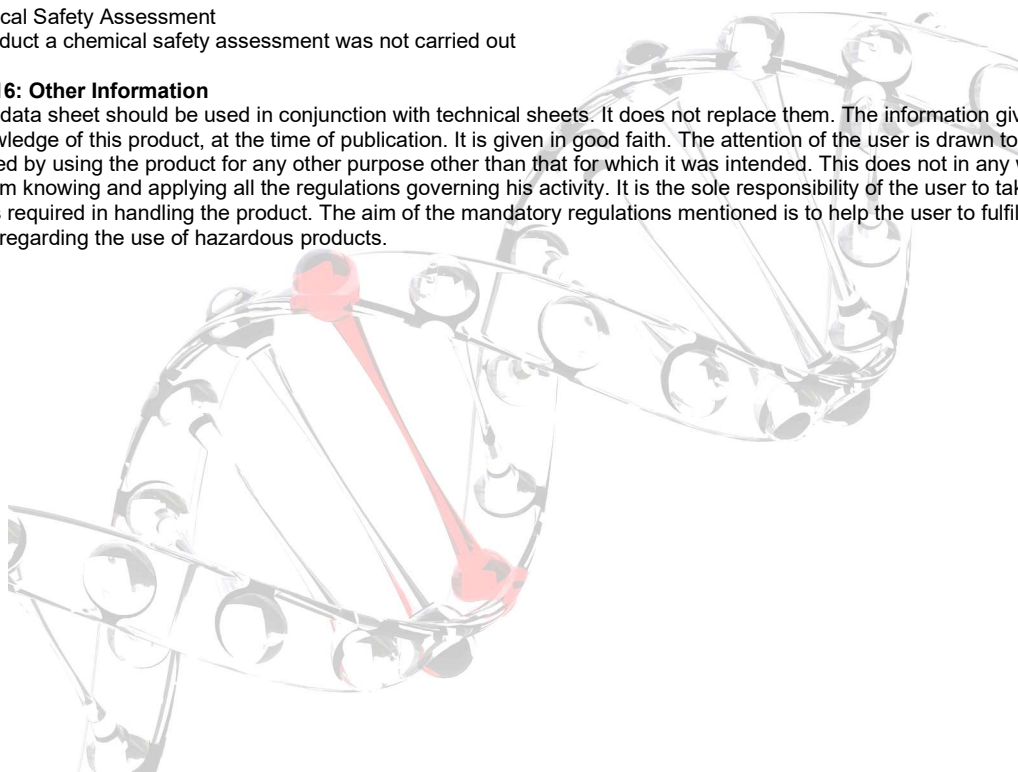 cal Safety Assessment
duct a chemical safety assessment was not carried out
16: Other Information
data sheet should be used in conjunction with technical sheets. It does not replace them. The information giv
wledge of this product, at the time of publication. It is given in good faith. The attention of the user is drawn to
ed by using the product for any other purpose other than that for which it was intended. This does not in any
m knowing and applying all the regulations governing his activity. It is the sole responsibility of the user to tak
s required in handling the product. The aim of the mandatory regulations mentioned is to help the user to fulfil
regarding the use of hazardous products.